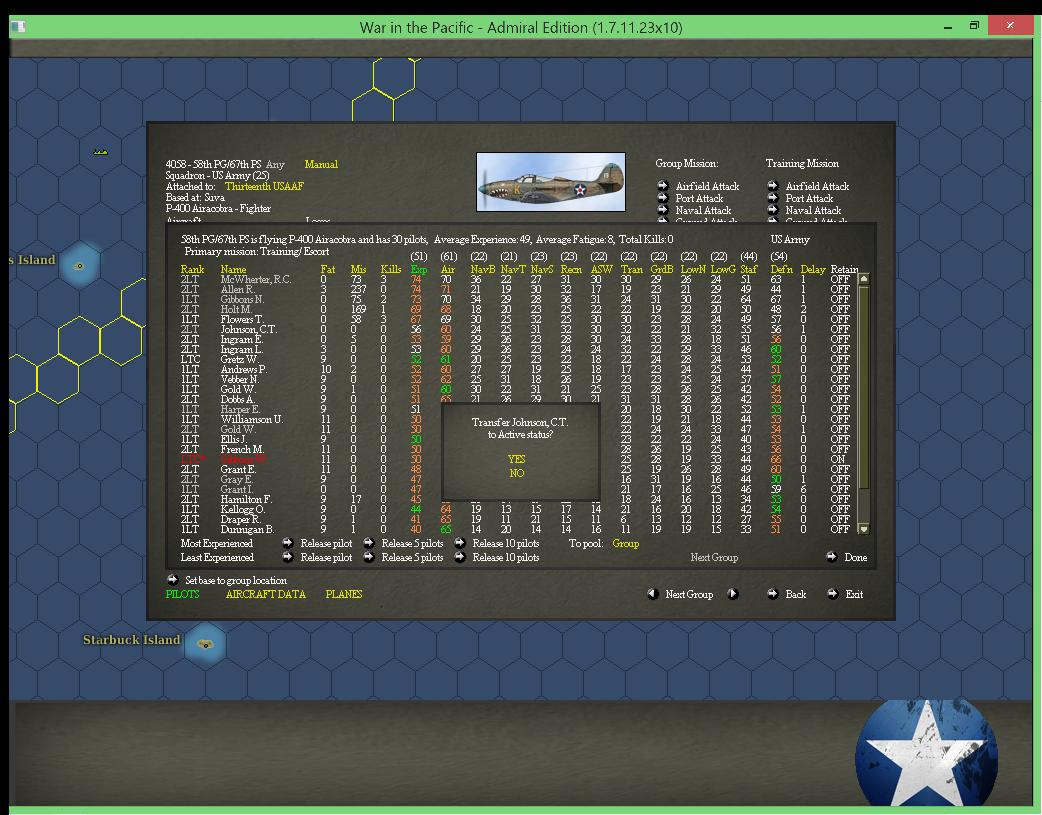 War in the Pacific - Admiral Edition (1.7.11.23x10)
4058 - 58th PG/67th PS Any Manual
Squadron - US Army (25)
Attached to: Thirteenth USAAF
Based at: Suva
P-400 Airacobra - Fighter
Group Mission: Training Mission
Airfield Attack Airfield Attack
Port Attack Port Attack
Naval Attack Naval Attack
s Island
58th PG/67th PS is flying P-400 Airacobra and has 30 pilots, Average Experience: 49, Average Fatigue: 8, Total Kills: 0 US Army
Primary mission: Training/ Escort
(51) (61) (22) (21) (23) (23) (22) (22) (22) (22) (22) (44) (54)
Rank Name Fat Mis Kills Exp Air NavB NavT NavS Recn ASW Tran GrdB LowN LowG Staf Defn Delay Retain
2LT McWherter, R.C. 0 73 3 74 70 36 22 27 31 30 30 29 26 24 51 63 1 OFF
2LT Allen R. 3 237 0 74 71 17 19 30 30 17 19 23 21 29 49 44 1 OFF
1LT Gibbons N. 0 75 2 73 70 34 29 28 36 31 24 31 30 22 64 67 1 OFF
2LT Holt M. 0 169 1 69 68 18 20 23 25 22 22 19 22 20 50 48 2 OFF
1LT Flowers T. 0 58 3 67 69 30 25 32 25 30 30 23 28 24 49 57 0 OFF
2LT Johnson, C.T. 0 0 0 56 60 24 25 31 32 30 32 22 21 32 55 56 1 OFF
2LT Ingram E. 0 5 0 53 59 26 23 28 30 24 33 28 18 51 56 0 OFF
2LT Ingram L. 3 0 0 53 60 29 26 23 24 24 32 22 29 33 46 60 0 OFF
LTC Gretz W. 9 0 0 52 61 20 25 23 22 18 22 24 28 24 53 52 0 OFF
1LT Andrews P. 10 2 0 52 60 27 27 19 25 18 17 23 24 25 44 51 0 OFF
1LT Vebber N. 9 0 0 52 62 25 31 18 26 19 23 23 25 24 57 57 0 OFF
1LT Gold W. 9 1 0 51 60 30 22 31 21 25 25 28 26 25 42 54 0 OFF
2LT Dobbs A. 9 0 0 51 65 21 26 29 30 21 34 31 28 26 42 52 0 OFF
1LT Harper E. 9 0 0 51 20 18 30 22 52 53 1 OFF
1LT Williamson U. 11 0 0 50 22 28 19 18 44 53 0 OFF
2LT Gold W. 9 0 0 50 22 24 24 33 47 54 1 OFF
1LT Ellis J. 9 0 0 50 23 22 22 24 40 53 0 OFF
2LT French M. 11 0 0 50 28 26 19 25 43 56 0 OFF
11 0 0 50 25 28 33 44 66 0 ON
2LT Grant E. 11 0 0 48 25 19 26 28 49 60 0 OFF
2LT Gray E. 9 0 0 47 16 31 19 16 44 50 1 OFF
1LT Grant I. 0 0 0 47 21 17 16 25 46 59 6 OFF
2LT Hamilton F. 9 17 0 45 18 24 16 13 34 53 0 OFF
1LT Kellogg O. 9 0 0 44 64 19 13 15 17 14 21 16 20 18 42 54 0 OFF
2LT Draper R. 9 1 0 41 65 19 11 21 15 11 6 13 12 12 27 55 0 OFF
1LT Dunnigan B. 9 1 0 40 65 14 20 14 14 16 11 19 19 15 33 51 0 OFF
Transfer Johnson, C.T.
to Active status?
YES
NO
Most Experienced Release pilot Release 5 pilots Release 10 pilots To pool: Group
Least Experienced Release pilot Release 5 pilots Release 10 pilots Next Group Done
Set base to group location
PILOTS AIRCRAFT DATA PLANES Next Group Back Exit
Starbuck Island